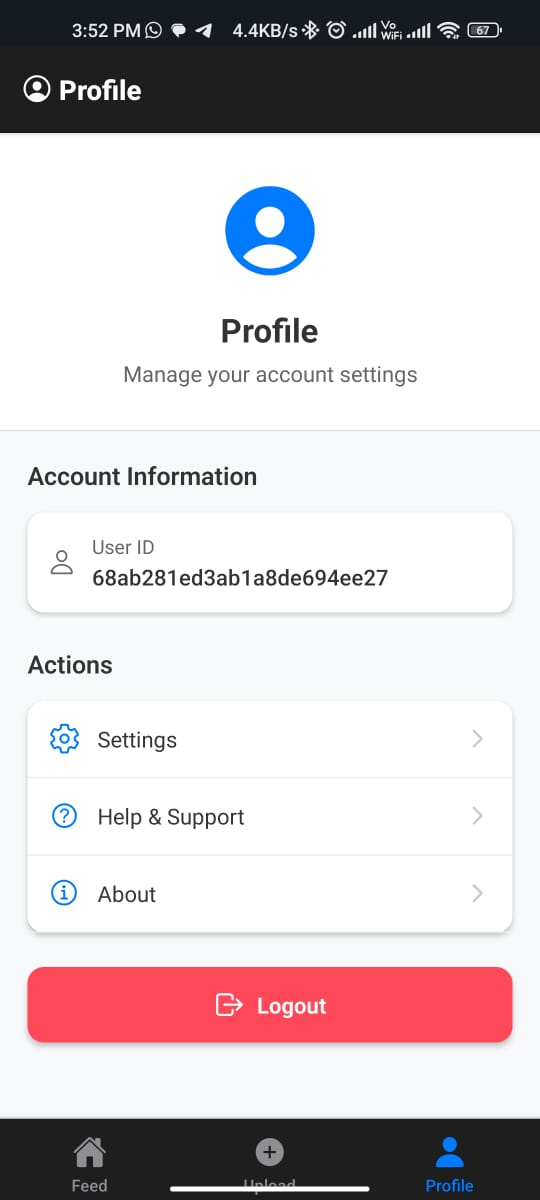 3:52 PM 4.4KB/s Vo WiFi 67
Profile
Profile
Manage your account settings
Account Information
User ID
68ab281ed3ab1a8de694ee27
Actions
Settings
Help & Support
About
Logout
Feed Upload Profile